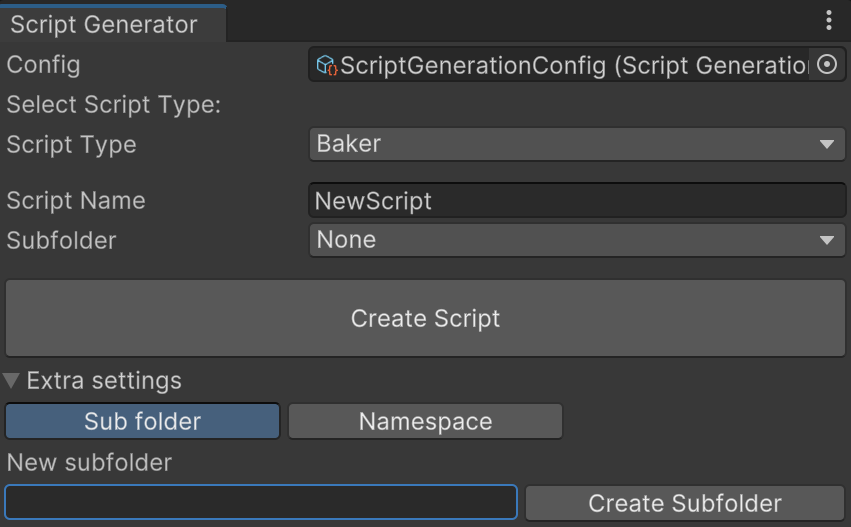 Script Generator
Config ScriptGenerationConfig (Script Generation
Select Script Type:
Script Type Baker
Script Name NewScript
Subfolder None
Create Script
Extra settings
Sub folder Namespace
New subfolder
Create Subfolder